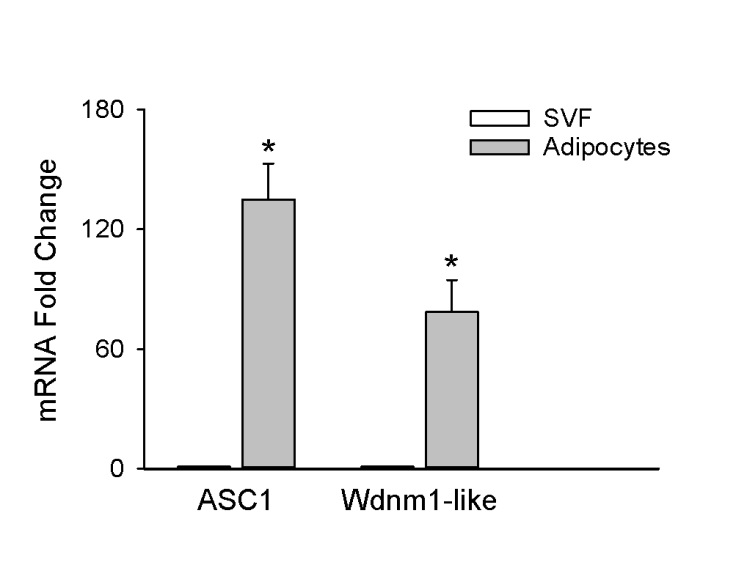 180
120
60
0
mRNA Fold Change
*
*
SVF
Adipocytes
ASC1
Wdnm1-like